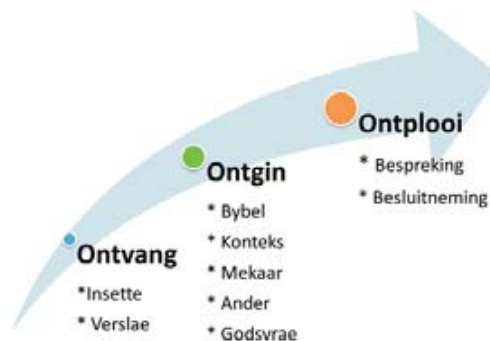 Ontvang
*Insette
* Verslae
Ontgin
* Bybel
* Konteks
* Mekaar
* Ander
* Godsvrae
Ontplooi
* Bespreking
* Besluitneming